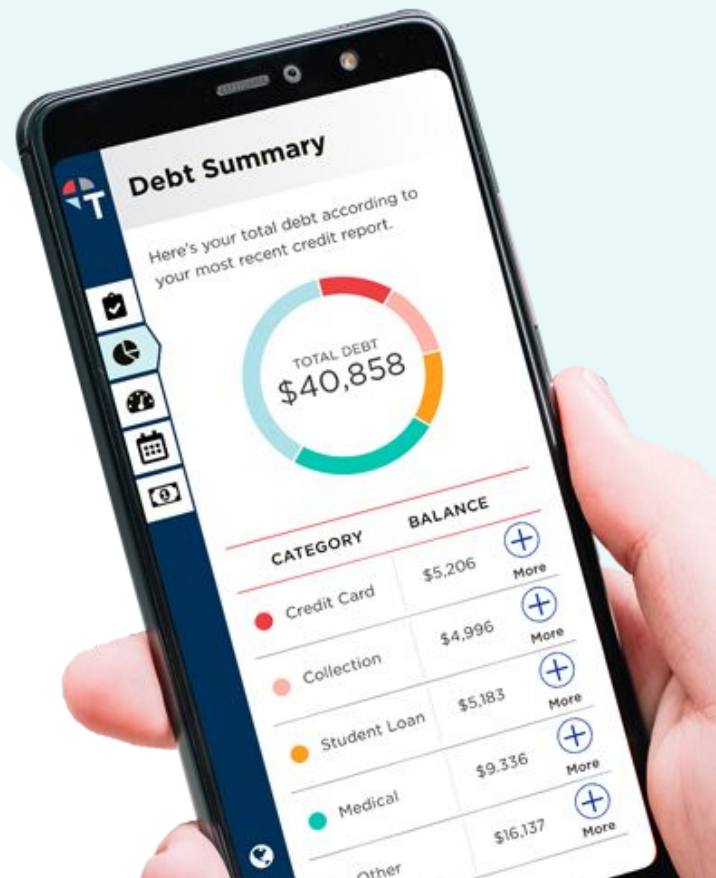 T
Debt Summary
Here's your total debt according to
your most recent credit report.
TOTAL DEBT
$40,858
CATEGORY BALANCE
Credit Card $5,206 More
Collection $4,996 More
Student Loan $5,183 More
Medical $9.336 More
Other $16,137 More